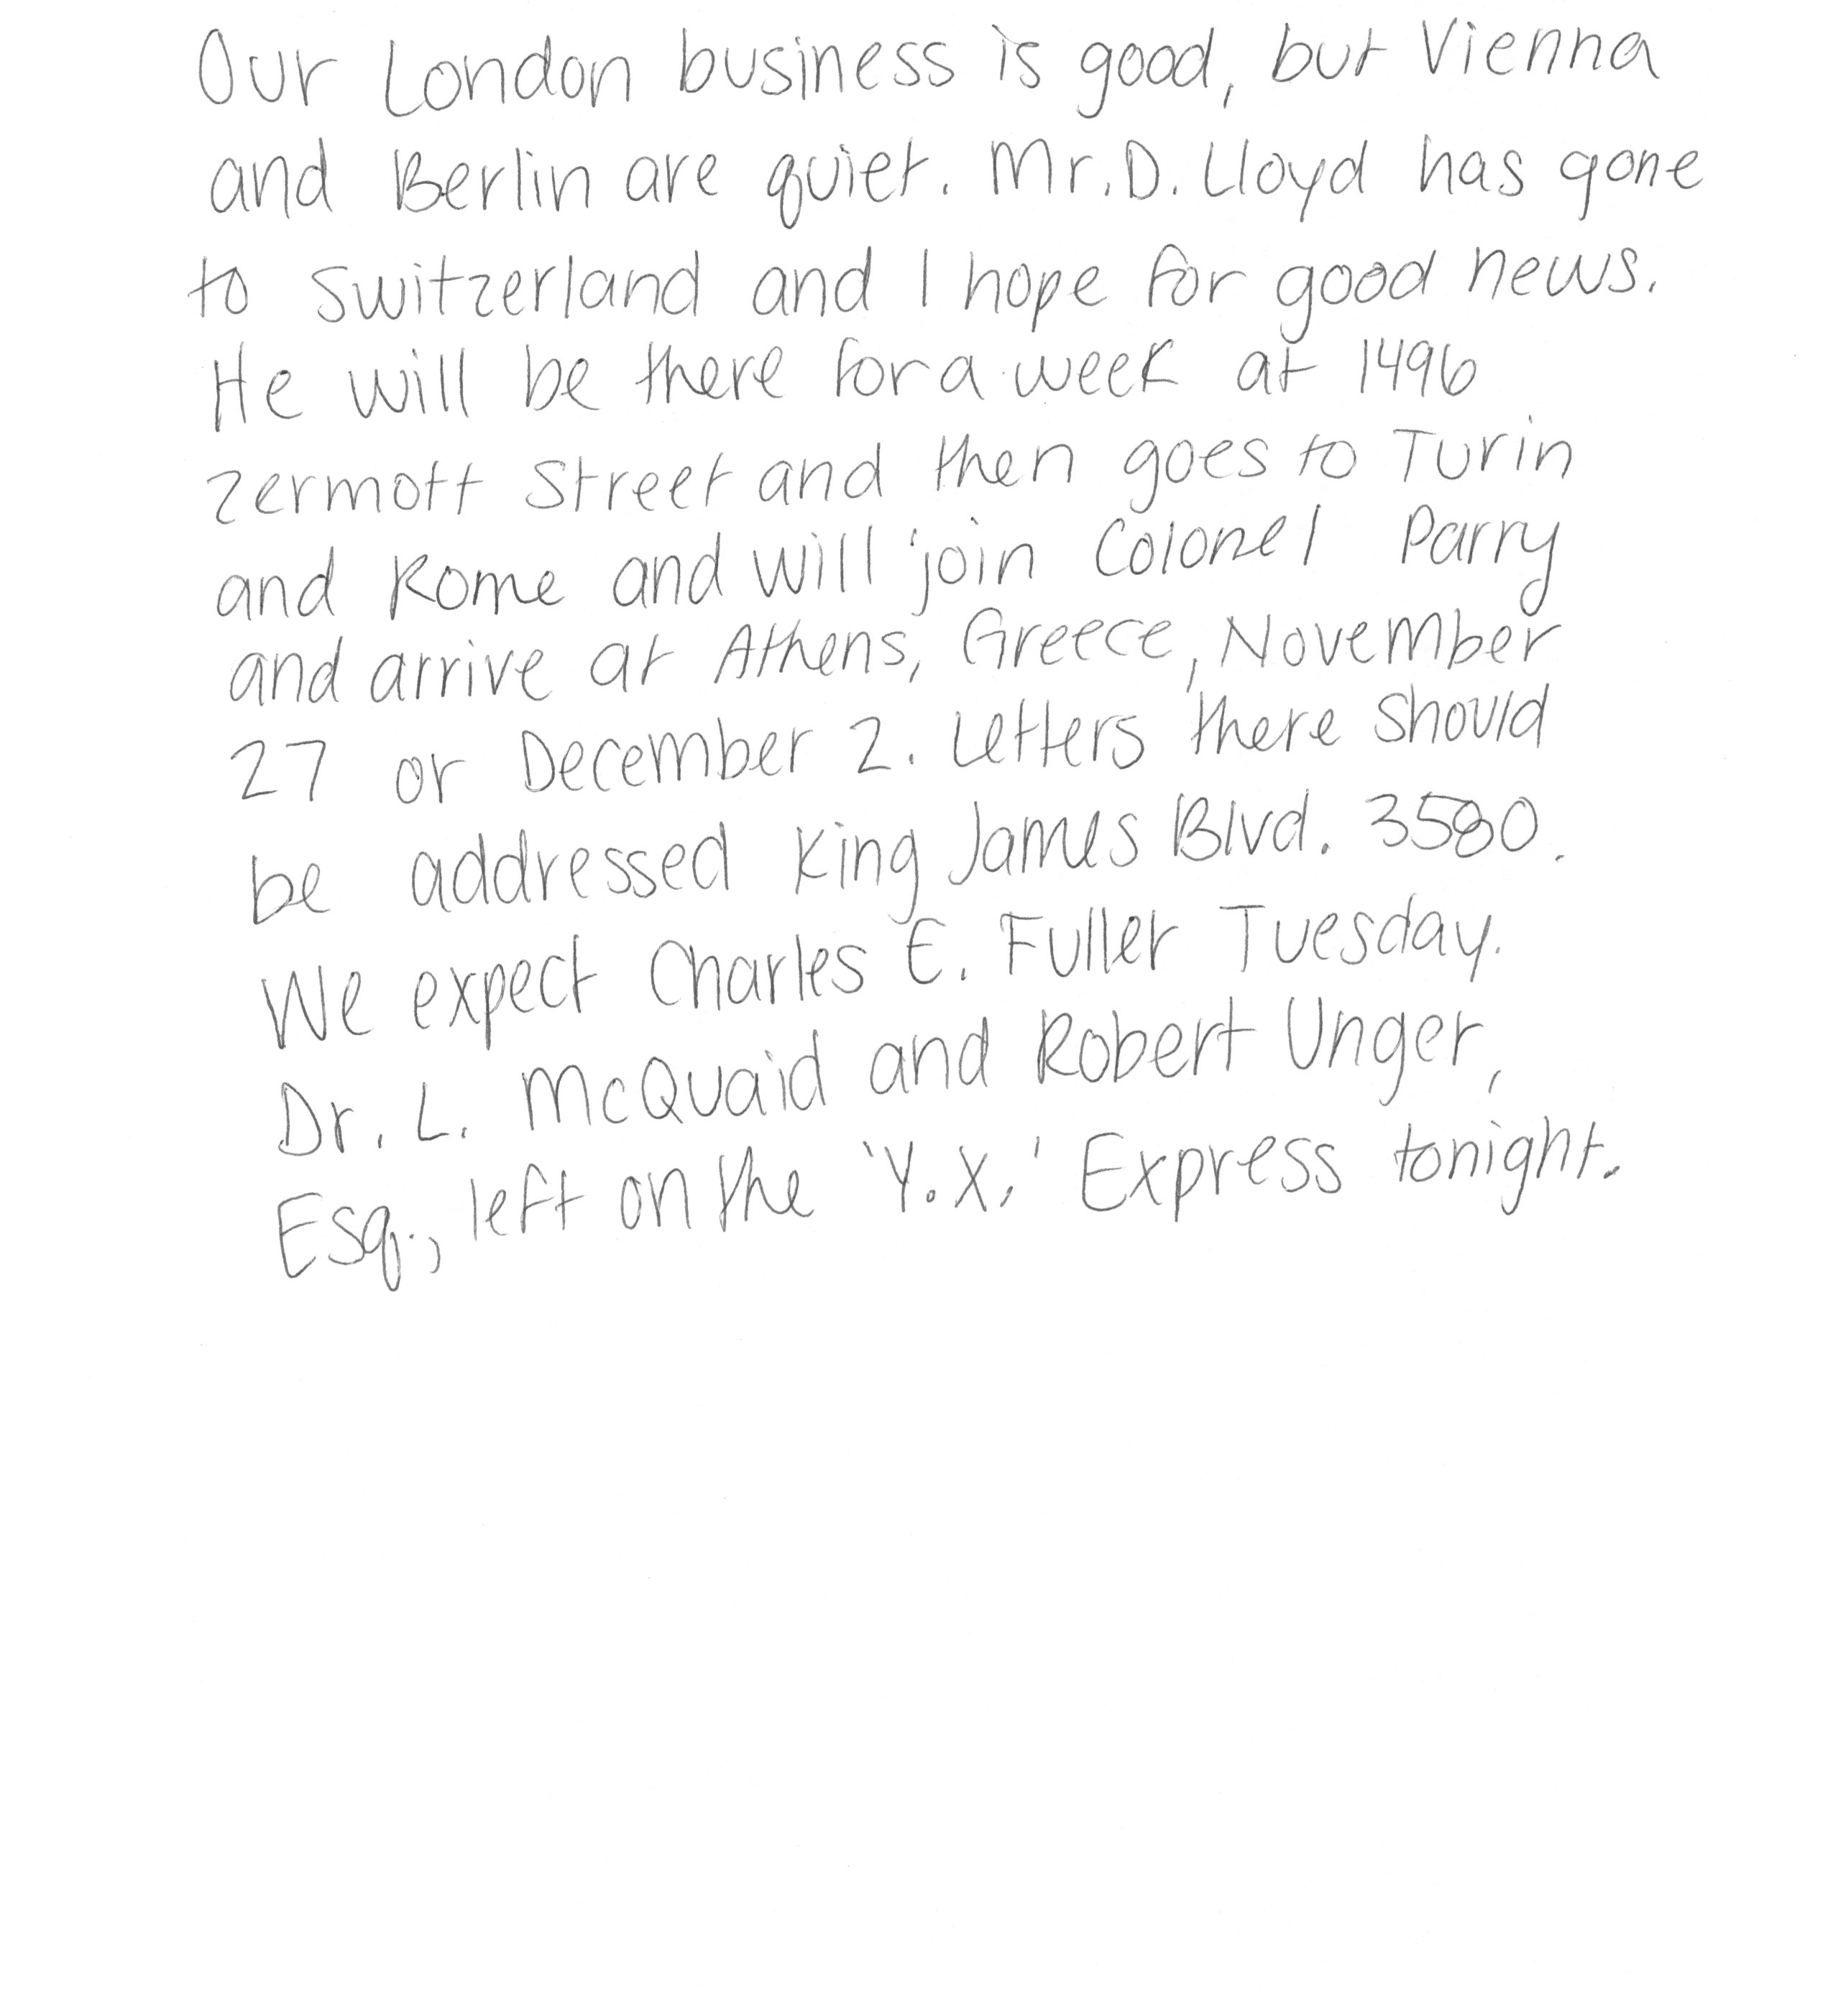 Our London business is good, but Vienna
and Berlin are quiet. Mr. D. Lloyd has gone
to Switzerland and I hope for good news.
He will be there for a week at 1496
Zermott Street and then goes to Turin
and Rome and will join Colonel Parry
and arrive at Athens, Greece, November
27 or December 2. Letters there should
be addressed King James Blvd. 3580.
We expect Charles E. Fuller Tuesday.
Dr. L. McQuaid and Robert Unger,
Esq., left on the 'Y.X.' Express tonight.